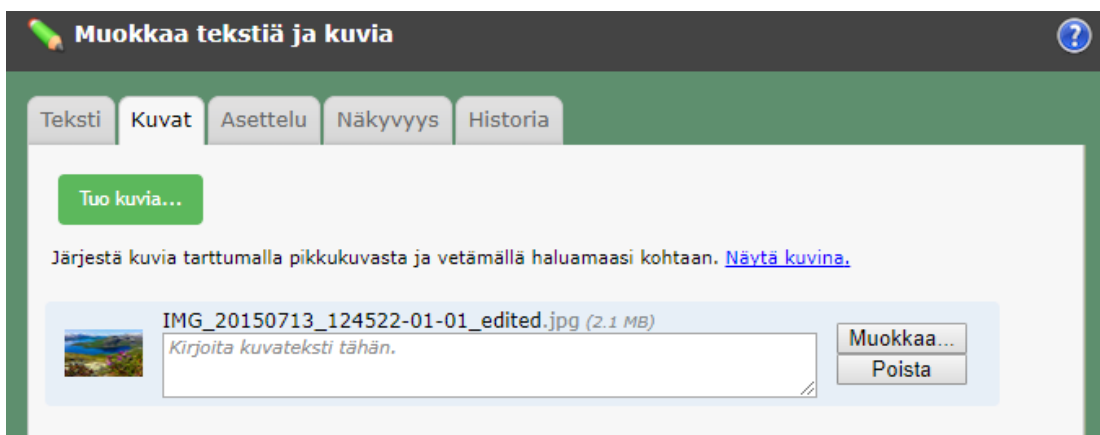 Muokkaa tekstiä ja kuvia
?
Teksti Kuvat Asettelu Näkyvyys Historia
Tuo kuvia...
Järjestä kuvia tarttumalla pikkukuvasta ja vetämällä haluamaasi kohtaan. Näytä kuvina.
IMG_20150713_124522-01-01_edited.jpg (2.1 MB)
Kirjoita kuvateksti tähän.
Muokkaa...
Poista